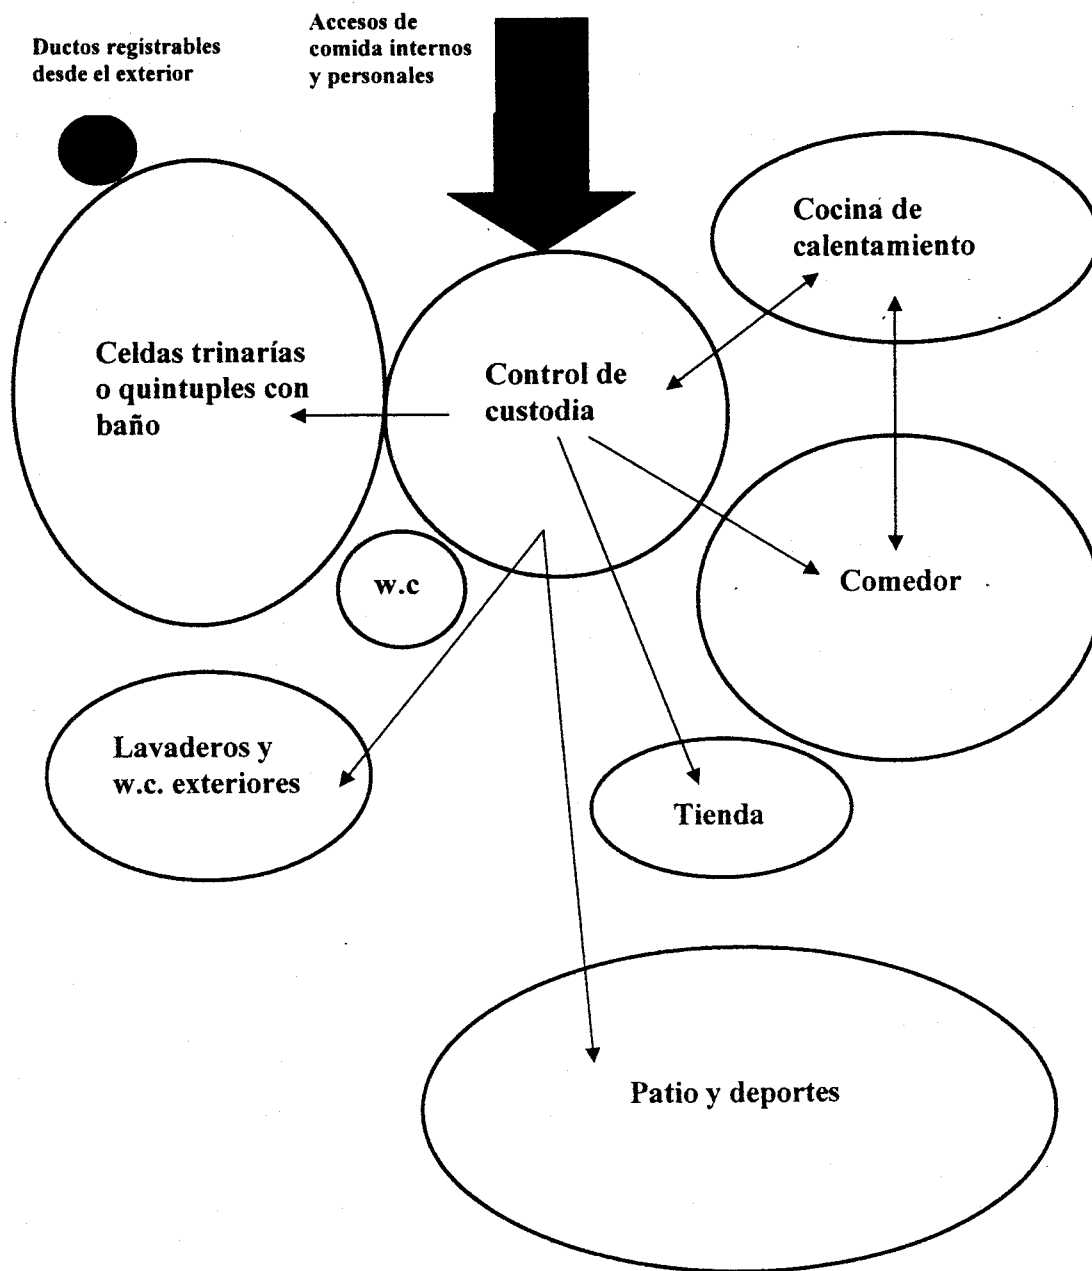 Ductos registrables
desde el exterior
Accesos de
comida internos
y personales
Cocina de
calentamiento
Celdas trinarías
o quintuples con
baño
Control de
custodia
w.c
Comedor
Lavaderos y
w.c. exteriores
Tienda
Patio y deportes